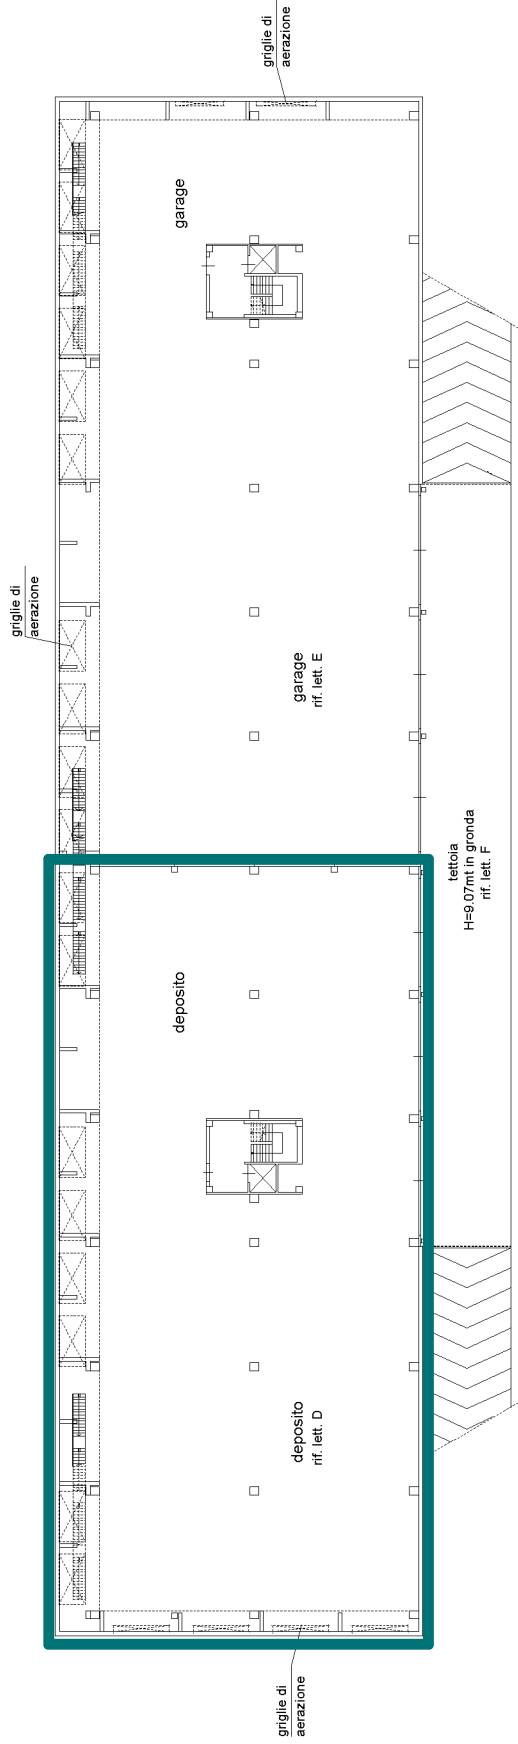 griglie di
aerazione
garage
griglie di
aerazione
garage
rif. lett. E
tettoia
H=9.07mt in gronda
rif. lett. F
deposito
deposito
rif. lett. D
griglie di
aerazione